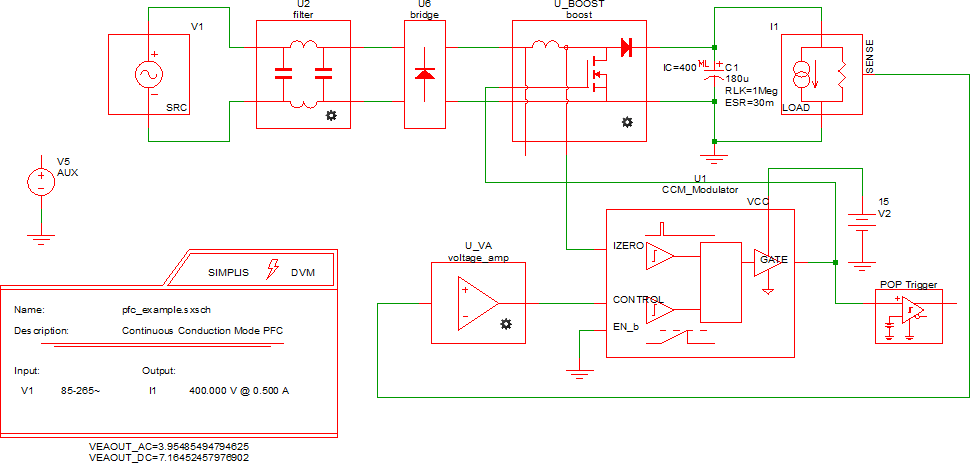 U2
filter
U6
bridge
U_BOOST
boost
V1
SRC
I1
SENSE
LOAD
IC=400
ML
C1
180u
RLK=1Meg
ESR=30m
V5
AUX
U1
CCM_Modulator
VCC
15
V2
IZERO
GATE
CONTROL
EN_b
U_VA
voltage_amp
POP Trigger
SIMPLIS
DVM
Name: pfc_example.sxsch
Description: Continuous Conduction Mode PFC
Input: Output:
V1 85-265~ I1 400.000 V @ 0.500 A
VEAOUT_AC=3.95485494794625
VEAOUT_DC=7.16452457976902